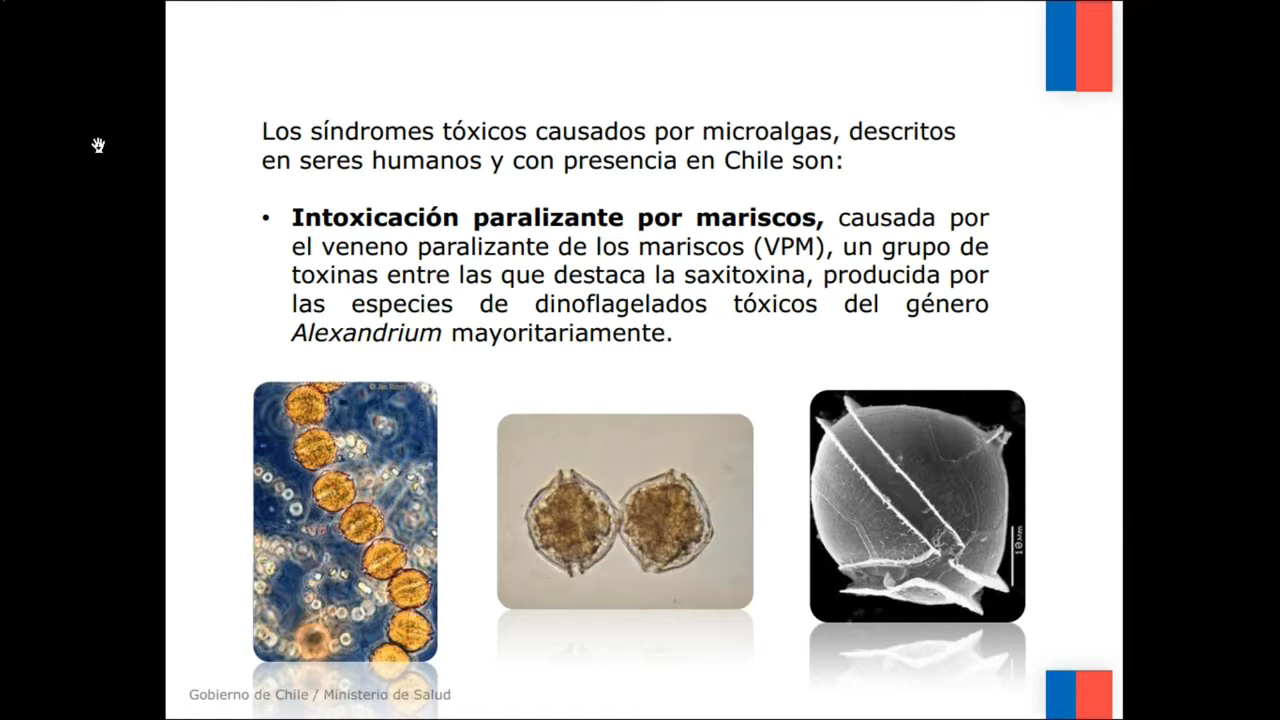 Los síndromes tóxicos causados por microalgas, descritos
en seres humanos y con presencia en Chile son:
• Intoxicación paralizante por mariscos, causada por
el veneno paralizante de los mariscos (VPM), un grupo de
toxinas entre las que destaca la saxitoxina, producida por
las especies de dinoflagelados tóxicos del género
Alexandrium mayoritariamente.
10µm
Gobierno de Chile / Ministerio de Salud